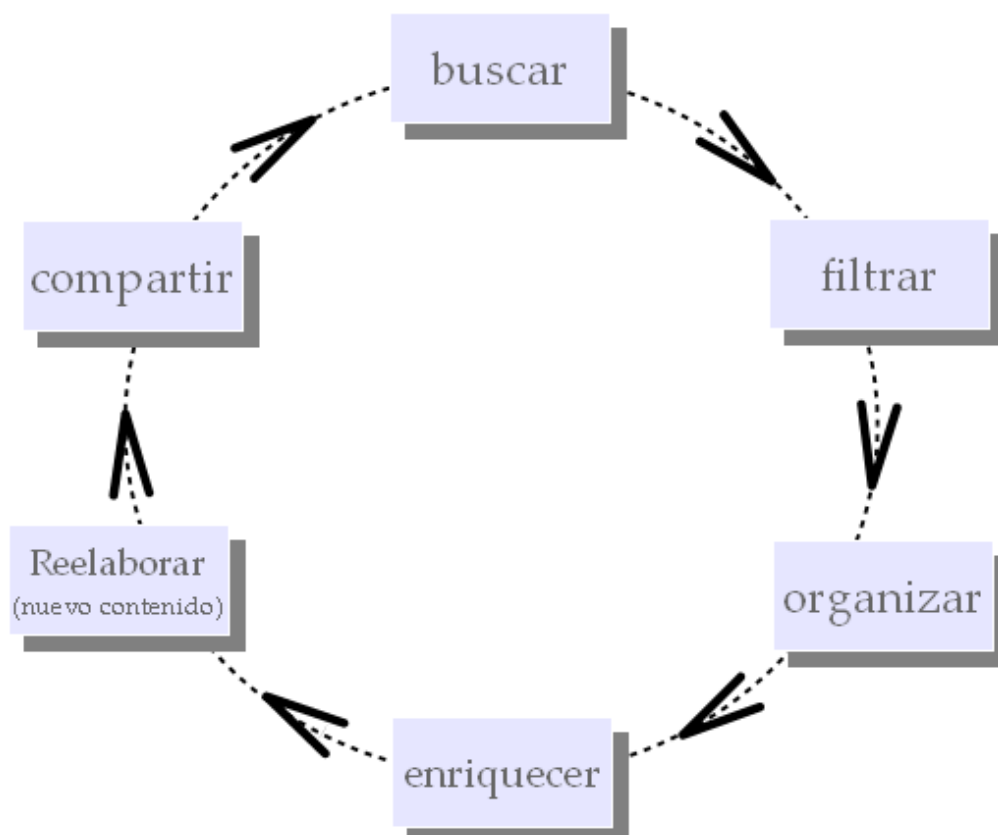 buscar
filtrar
organizar
enriquecer
Reelaborar
(nuevo contenido)
compartir